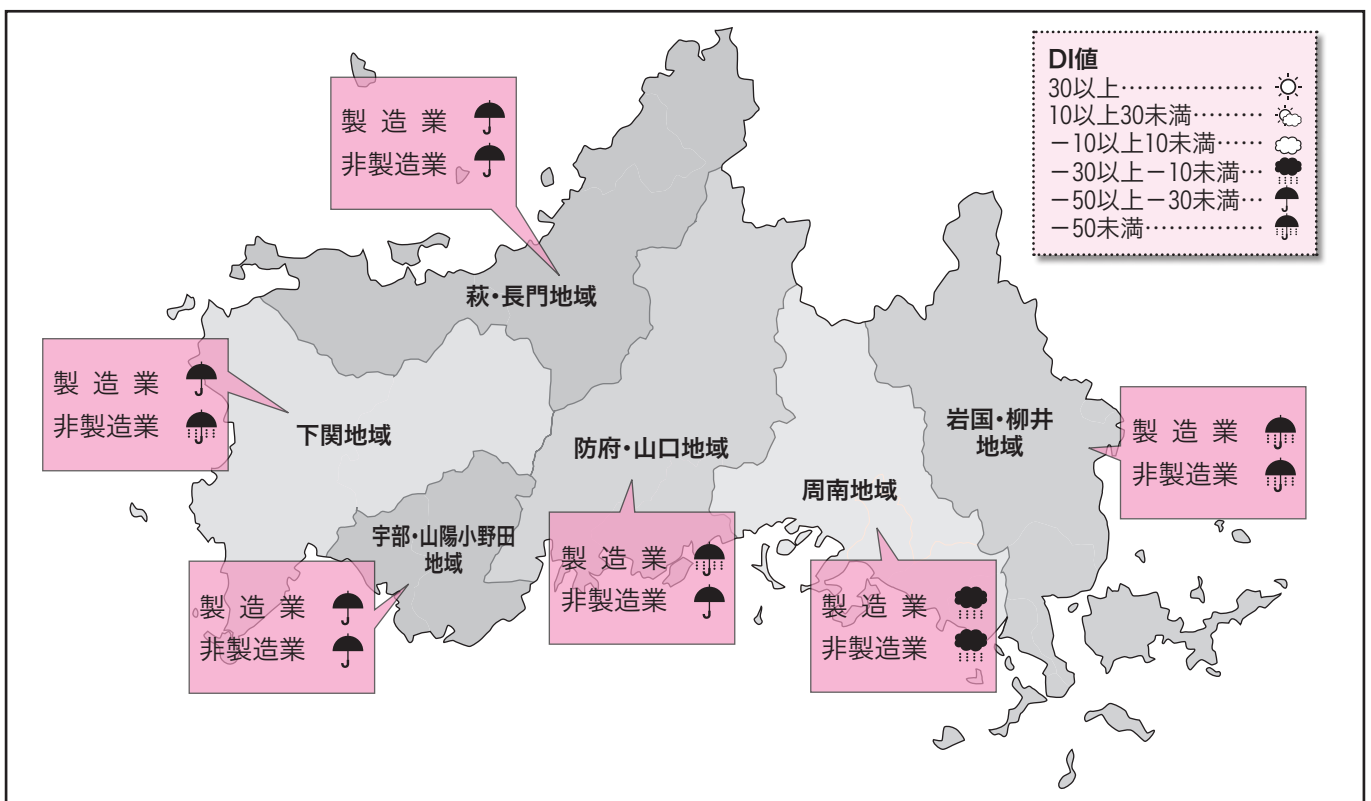 DI値
30以上………………
10以上30未満………
－10以上10未満……
－30以上－10未満…
－50以上－30未満…
－50未満……………
製造業
非製造業
萩・長門地域
製造業
非製造業
下関地域
防府・山口地域
岩国・柳井
地域
製造業
非製造業
周南地域
宇部・山陽小野田
地域
製造業
非製造業
製造業
非製造業
製造業
非製造業